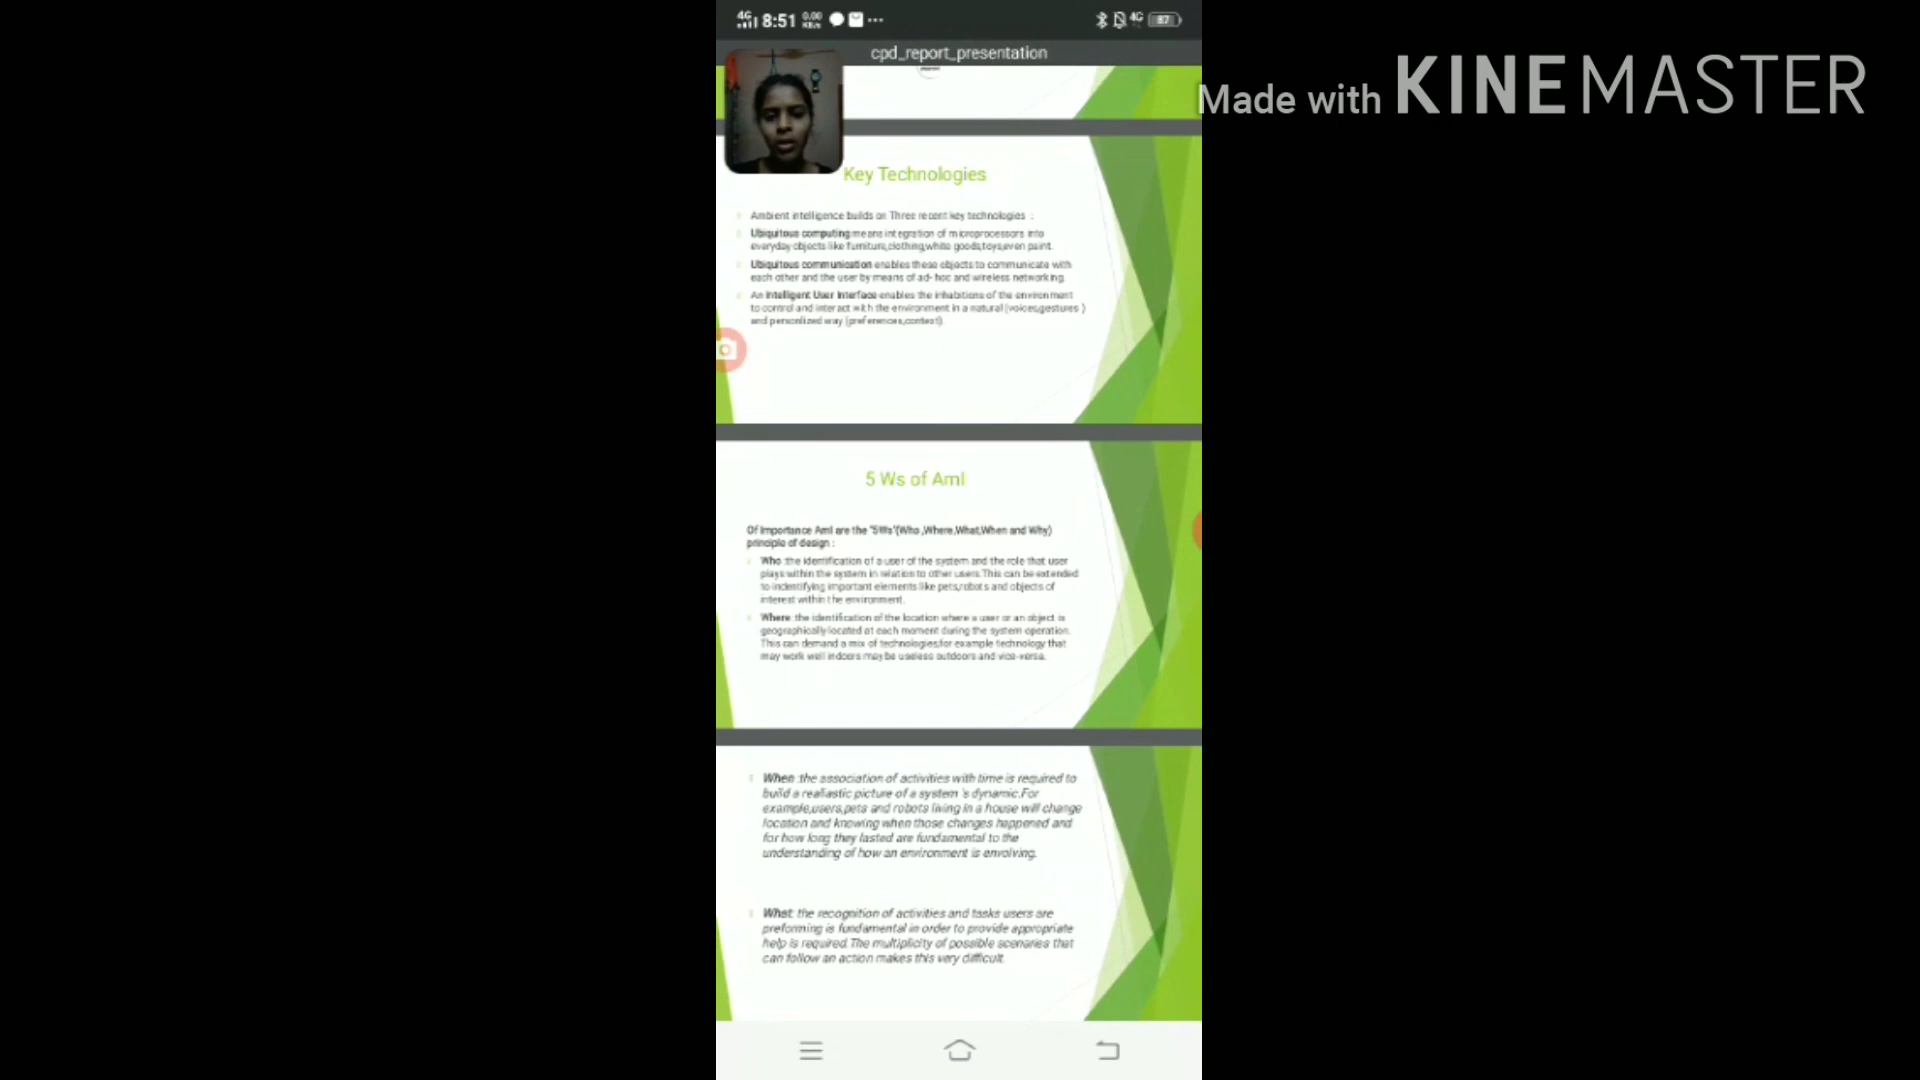 4G 8:51 0.00 KB/s ... 4G 87
cpd_report_presentation
Made with KINEMASTER
Key Technologies
Ambient intelligence builds on Three recent key technologies :
Ubiquitous computing means integration of microprocessors into
everyday objects like furniture,clothing,white goods,toys,even paint.
Ubiquitous communication enables these objects to communicate with
each other and the user by means of ad- hoc and wireless networking.
An Intelligent User Interface enables the inhabitions of the environment
to control and interact with the environment in a natural (voices,gestures )
and personlized way (preferences,context).
5 Ws of AmI
Of Importance AmI are the "5Ws"(Who ,Where,What,When and Why)
principle of design :
Who :the identification of a user of the system and the role that user
plays within the system in relation to other users.This can be extended
to indentifying important elements like pets,robots and objects of
interest within the environment.
Where :the identification of the location where a user or an object is
geographically located at each moment during the system operation.
This can demand a mix of technologies,for example technology that
may work well indoors may be useless outdoors and vice-versa.
When :the association of activities with time is required to
build a realiastic picture of a system 's dynamic.For
example,users,pets and robots living in a house will change
location and knowing when those changes happened and
for how long they lasted are fundamental to the
understanding of how an environment is envolving.
What: the recognition of activities and tasks users are
preforming is fundamental in order to provide appropriate
help is required.The multiplicity of possible scenarios that
can follow an action makes this very difficult.